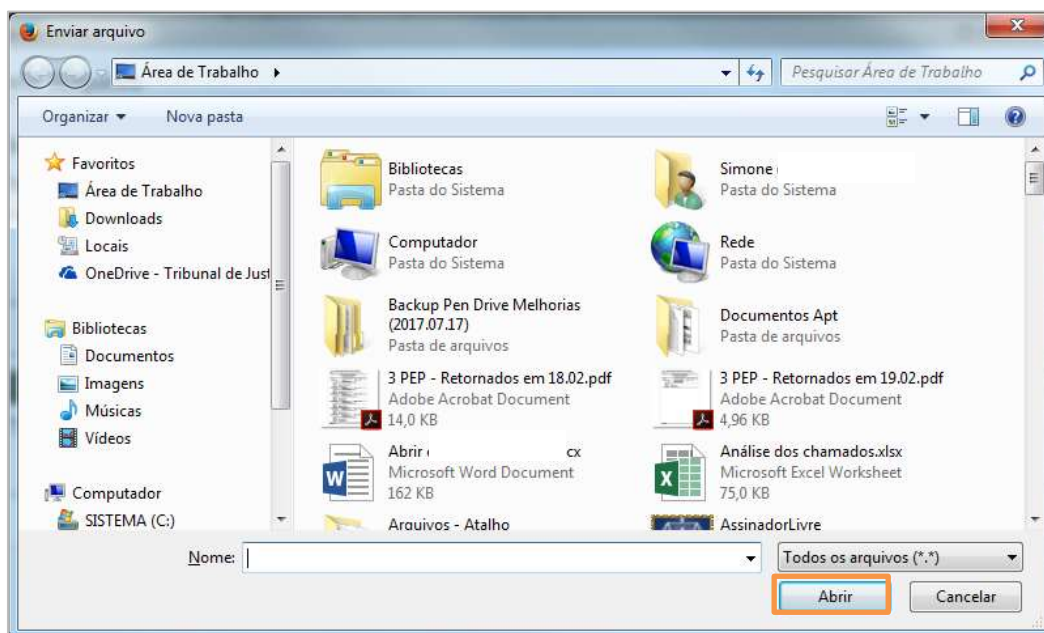 Enviar arquivo
Área de Trabalho
Pesquisar Área de Trabalho
Organizar
Nova pasta
Favoritos
Área de Trabalho
Downloads
Locais
OneDrive - Tribunal de Just
Bibliotecas
Documentos
Imagens
Músicas
Vídeos
Computador
SISTEMA (C:)
Bibliotecas
Pasta do Sistema
Simone
Pasta do Sistema
Computador
Pasta do Sistema
Rede
Pasta do Sistema
Backup Pen Drive Melhorias
(2017.07.17)
Pasta de arquivos
Documentos Apt
Pasta de arquivos
3 PEP - Retornados em 18.02.pdf
Adobe Acrobat Document
14,0 KB
3 PEP - Retornados em 19.02.pdf
Adobe Acrobat Document
4,96 KB
Abrir cx
Microsoft Word Document
162 KB
Análise dos chamados.xlsx
Microsoft Excel Worksheet
75,0 KB
Arquivos - Atalho
AssinadorLivre
Nome:
Todos os arquivos (*.*)
Abrir
Cancelar